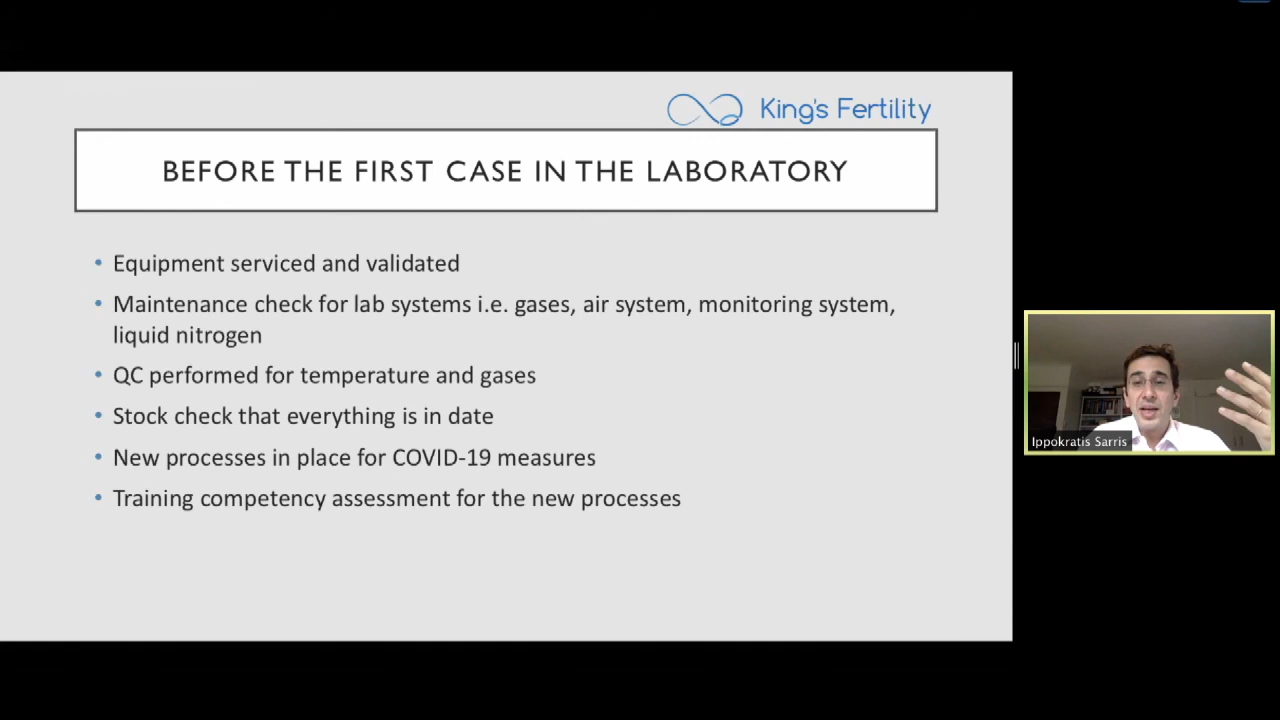 King's Fertility
BEFORE THE FIRST CASE IN THE LABORATORY
• Equipment serviced and validated
• Maintenance check for lab systems i.e. gases, air system, monitoring system,
liquid nitrogen
• QC performed for temperature and gases
• Stock check that everything is in date
• New processes in place for COVID-19 measures
• Training competency assessment for the new processes
Ippokratis Sarris